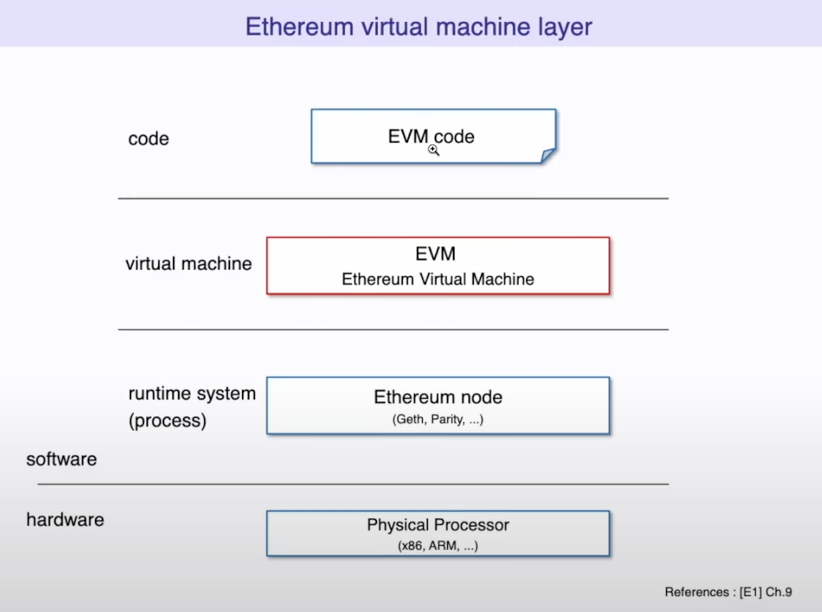 Ethereum virtual machine layer
code
EVM code
virtual machine
EVM
Ethereum Virtual Machine
runtime system
(process)
Ethereum node
(Geth, Parity, ...)
software
hardware
Physical Processor
(x86, ARM, ...)
References : [E1] Ch.9